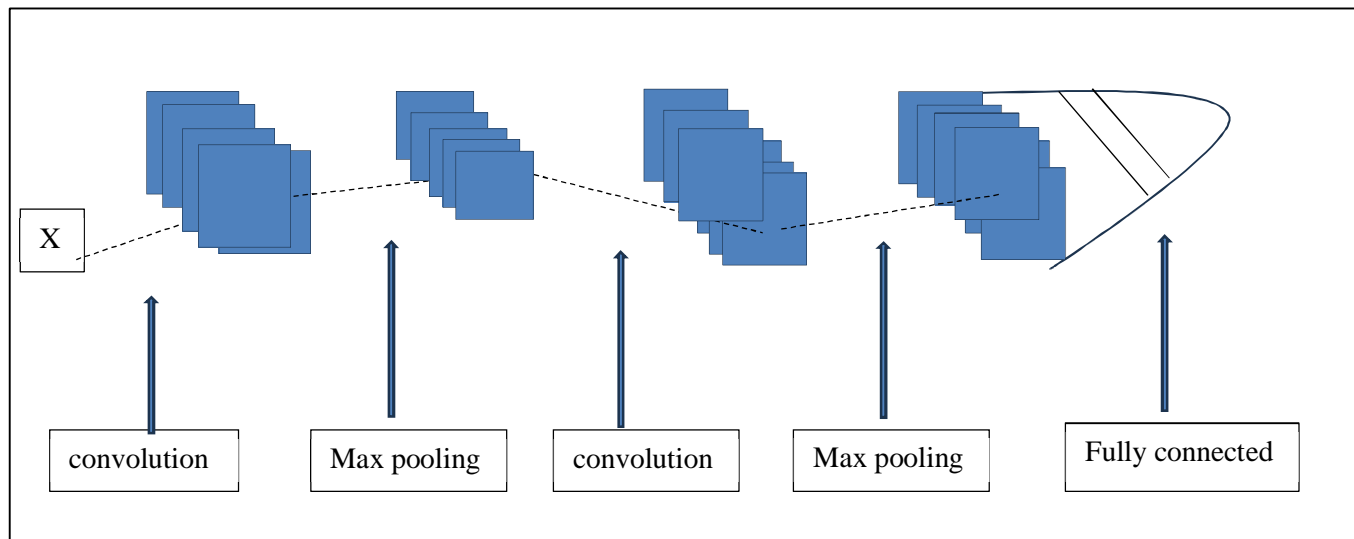 X
convolution
Max pooling
convolution
Max pooling
Fully connected